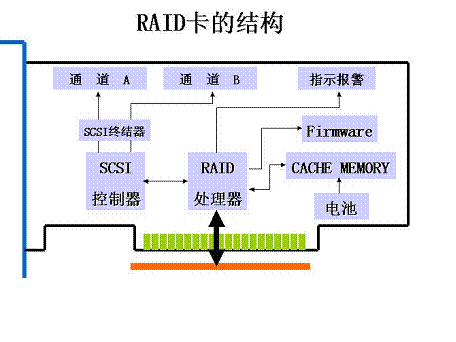 RAID卡的结构
通 道 A
通 道 B
指示报警
SCSI终结器
Firmware
SCSI
控制器
RAID
处理器
CACHE MEMORY
电池